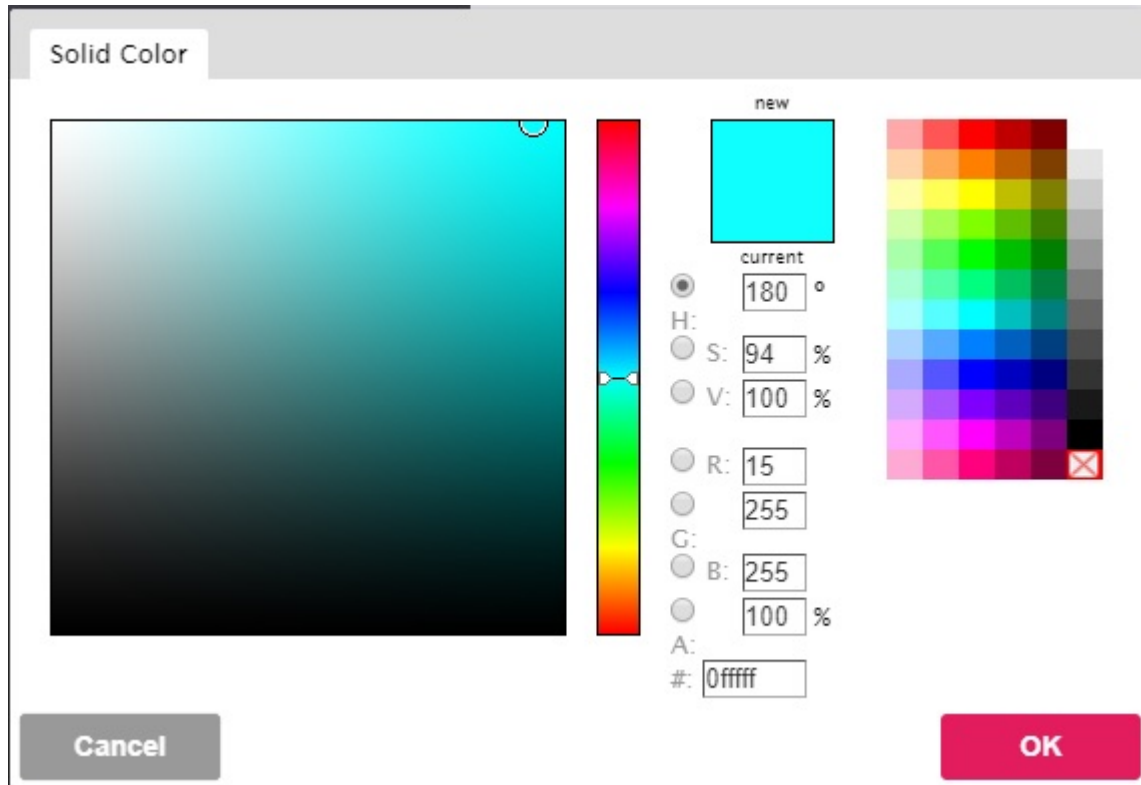 Solid Color
new
current
H: 180 °
S: 94 %
V: 100 %
R: 15
G: 255
B: 255
A: 100 %
#: 0fffff
Cancel
OK